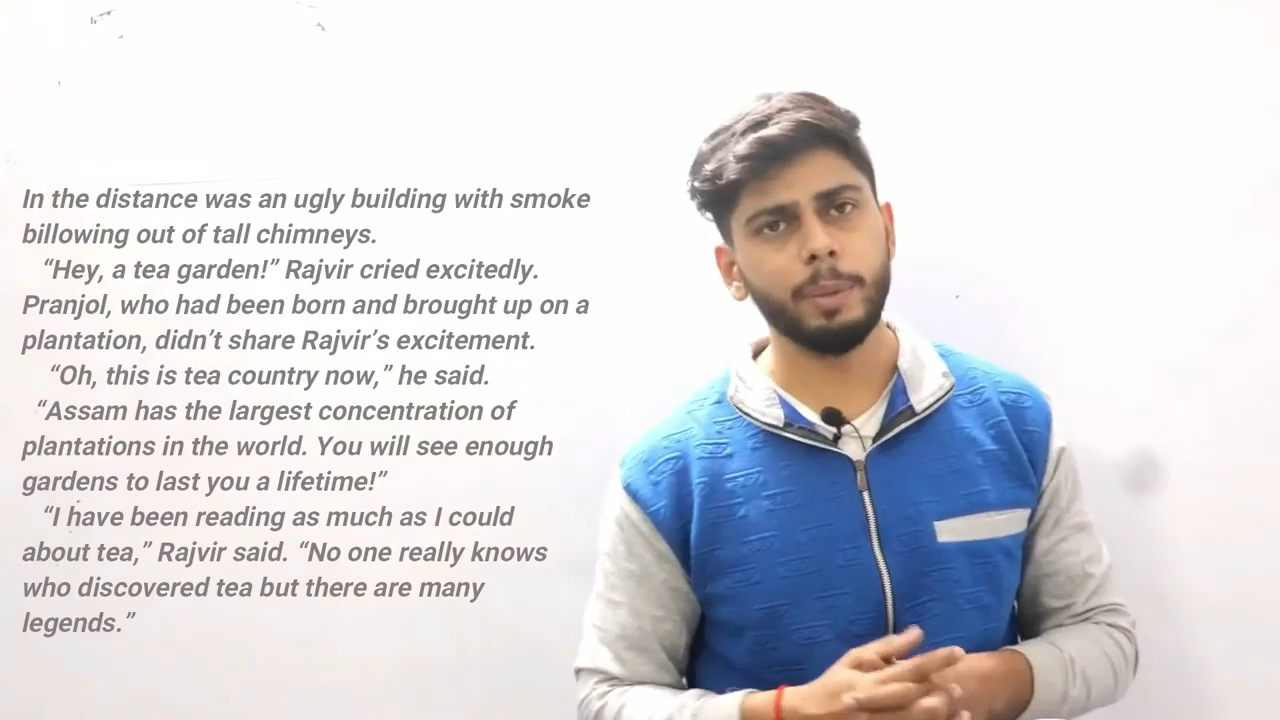 In the distance was an ugly building with smoke
billowing out of tall chimneys.
“Hey, a tea garden!” Rajvir cried excitedly.
Pranjol, who had been born and brought up on a
plantation, didn’t share Rajvir’s excitement.
“Oh, this is tea country now,” he said.
“Assam has the largest concentration of
plantations in the world. You will see enough
gardens to last you a lifetime!”
“I have been reading as much as I could
about tea,” Rajvir said. “No one really knows
who discovered tea but there are many
legends.”